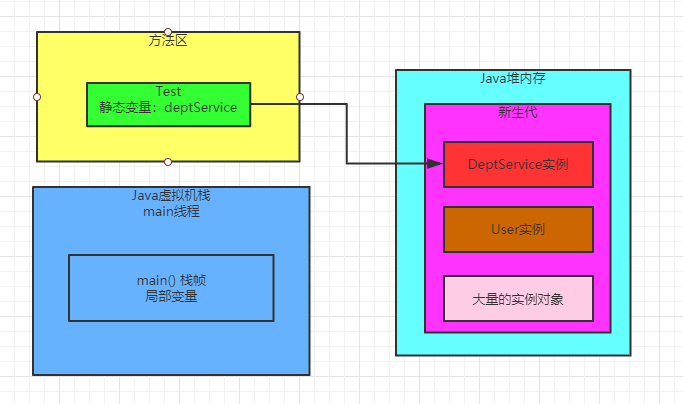 方法区
Test
静态变量：deptService
Java虚拟机栈
main线程
main() 栈帧
局部变量
Java堆内存
新生代
DeptService实例
User实例
大量的实例对象